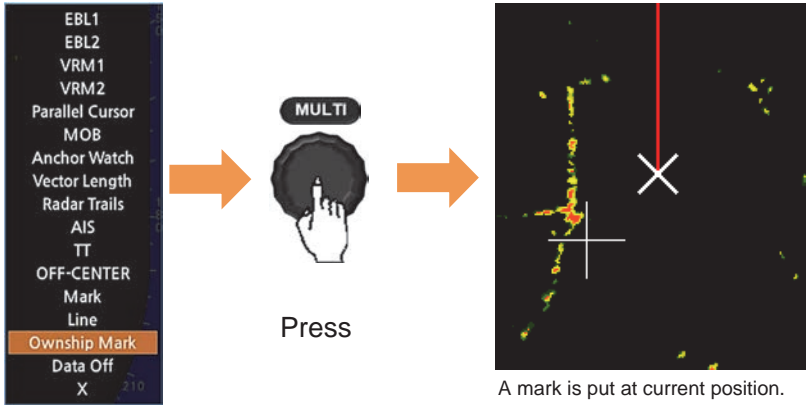 EBL1
EBL2
VRM1
VRM2
Parallel Cursor
MOB
Anchor Watch
Vector Length
Radar Trails
AIS
TT
OFF-CENTER
Mark
Line
Ownship Mark
Data Off
X
210
MULTI
Press
A mark is put at current position.